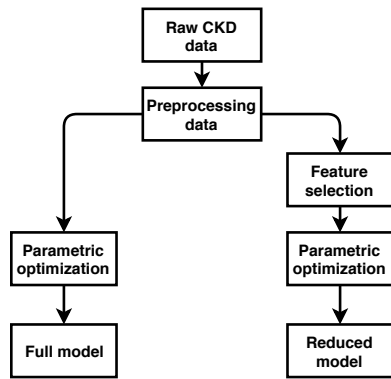 Raw CKD
data
Preprocessing
data
Feature
selection
Parametric
optimization
Parametric
optimization
Full model
Reduced
model